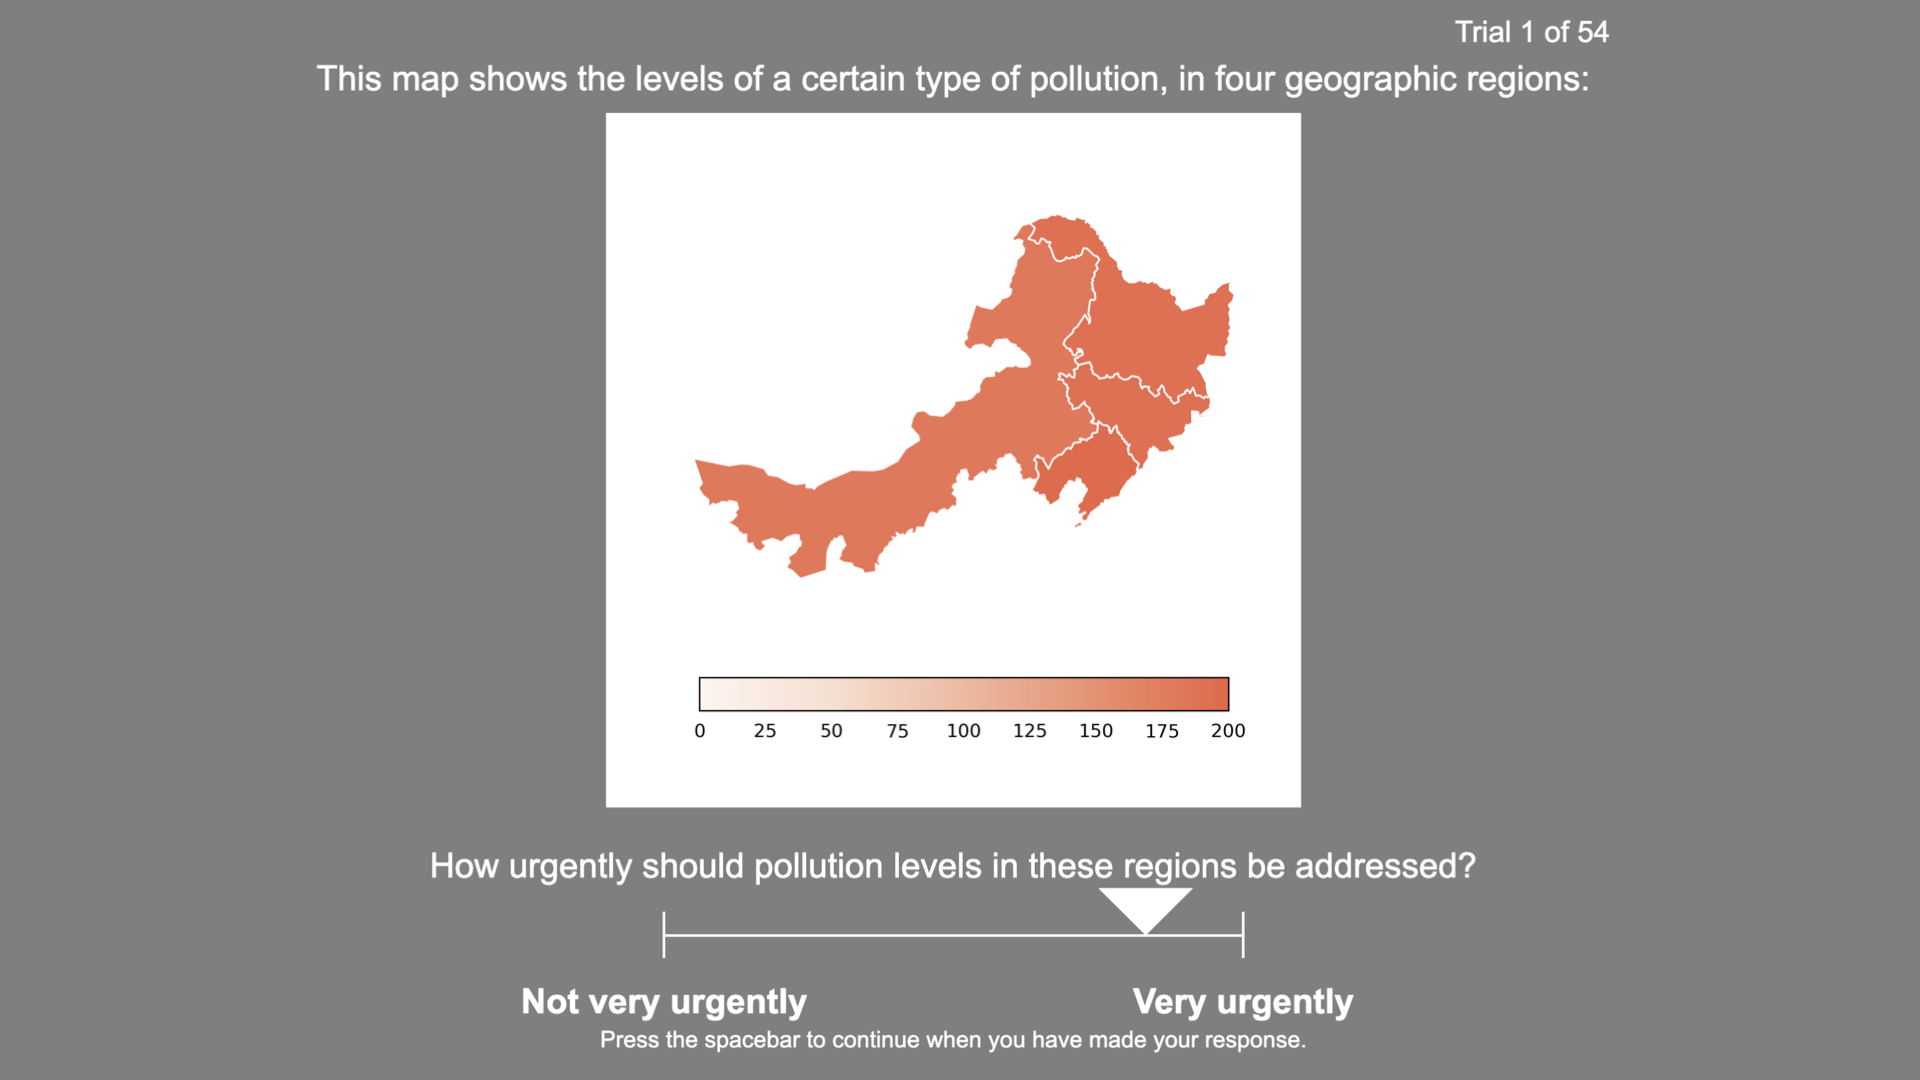 Trial 1 of 54
This map shows the levels of a certain type of pollution, in four geographic regions:
0 25 50 75 100 125 150 175 200
How urgently should pollution levels in these regions be addressed?
Not very urgently Very urgently
Press the spacebar to continue when you have made your response.